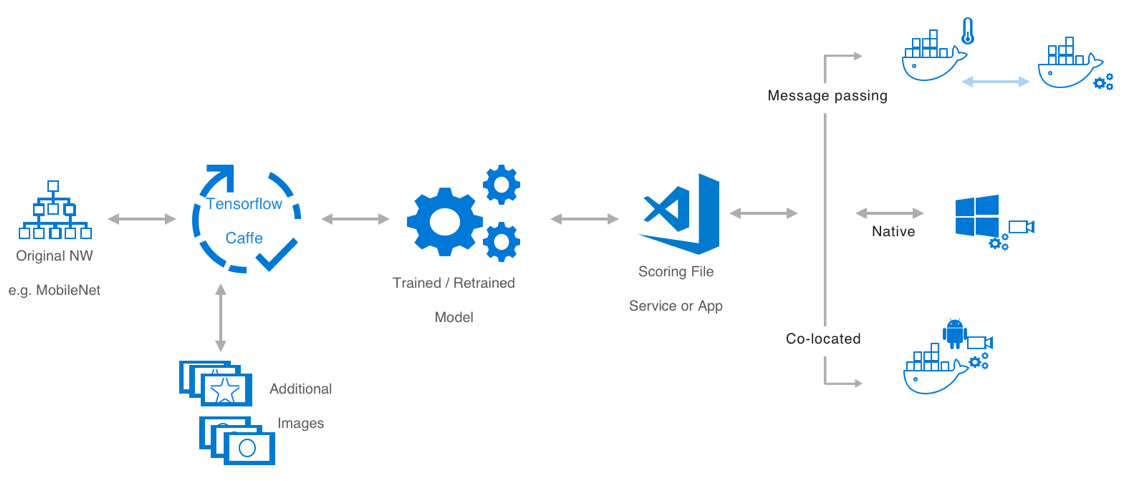 Message passing
Tensorflow
Caffe
Original NW
e.g. MobileNet
Trained / Retrained
Model
Scoring File
Service or App
Native
Co-located
Additional
Images